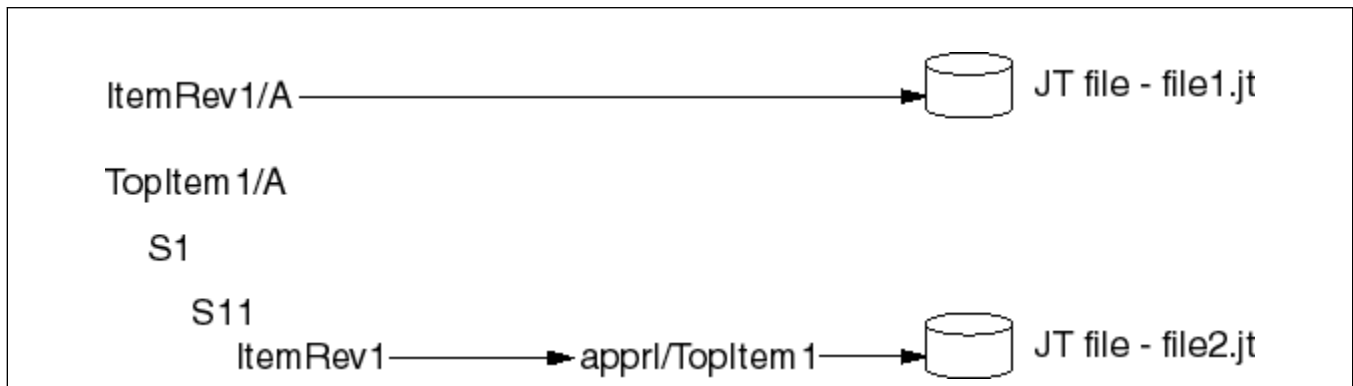 ItemRev1/A JT file - file1.jt
TopItem1/A
S1
S11
ItemRev1 apprl/TopItem1 JT file - file2.jt